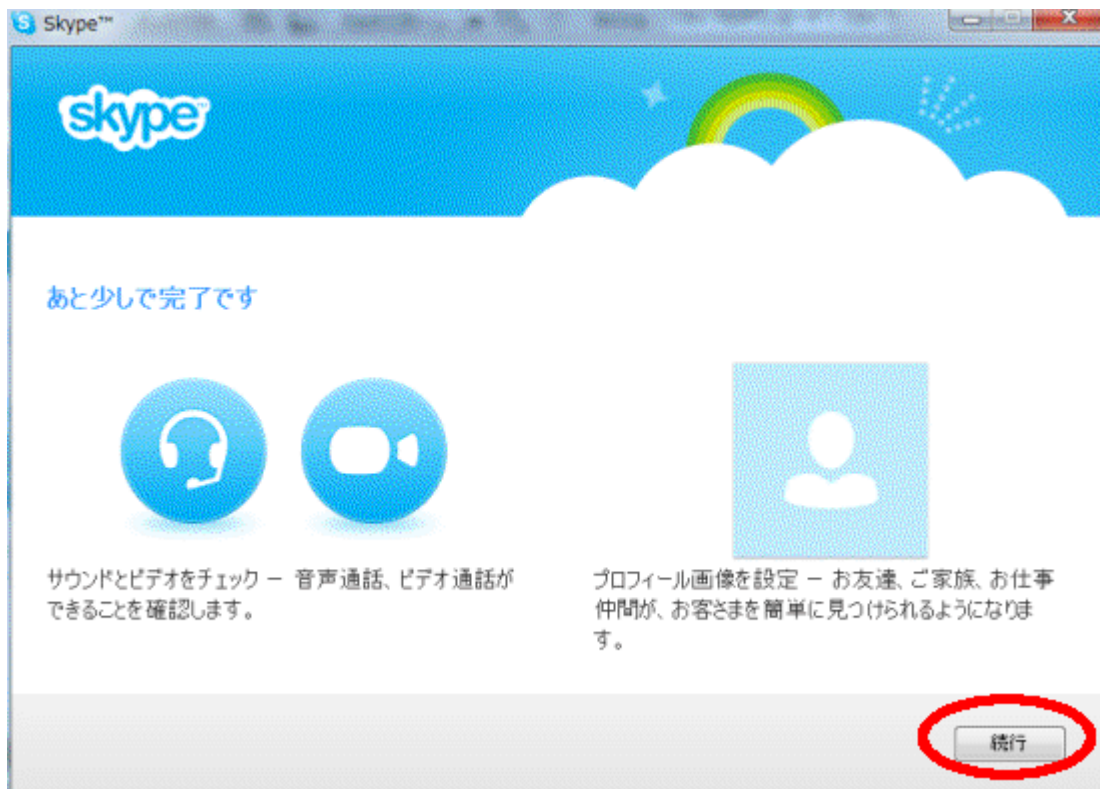 Skype™
skype™
あと少しで完了です
サウンドとビデオをチェック － 音声通話、ビデオ通話が
できることを確認します。
プロフィール画像を設定 － お友達、ご家族、お仕事
仲間が、お客さまを簡単に見つけられるようになりま
す。
続行